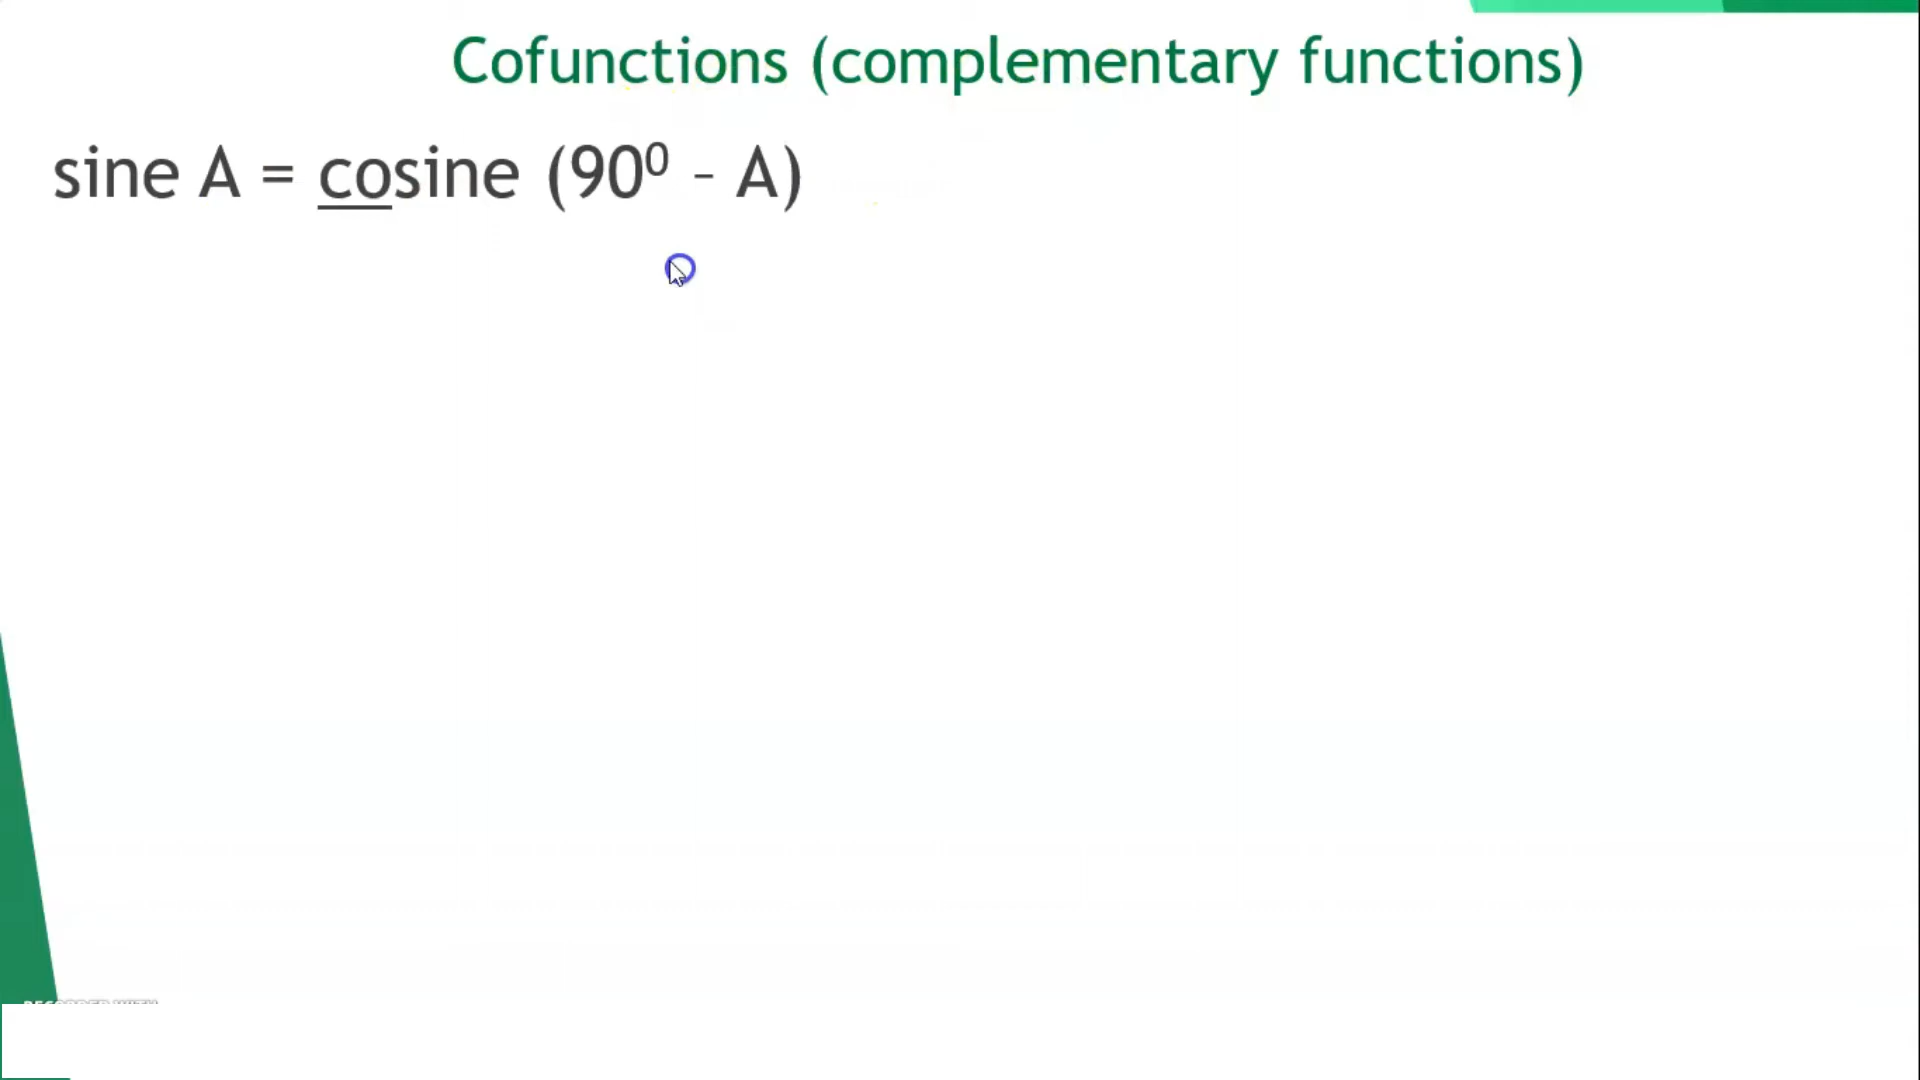 Cofunctions (complementary functions)
sine A = cosine (90⁰ – A)